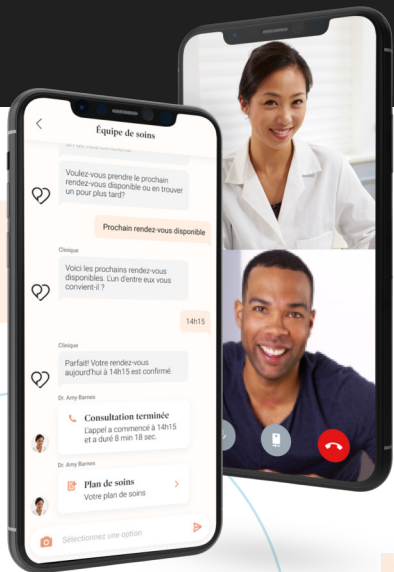 Équipe de soins
Voulez-vous prendre le prochain
rendez-vous disponible ou en trouver
un pour plus tard?
Prochain rendez-vous disponible
Clinique
Voici les prochains rendez-vous
disponibles. L'un d'entre eux vous
convient-il ?
14h15
Clinique
Parfait! Votre rendez-vous
aujourd'hui à 14h15 est confirmé.
Dr. Amy Barnes
Consultation terminée
L'appel a commencé à 14h15
et a duré 8 min 18 sec.
Dr. Amy Barnes
Plan de soins
Votre plan de soins
Sélectionnez une option